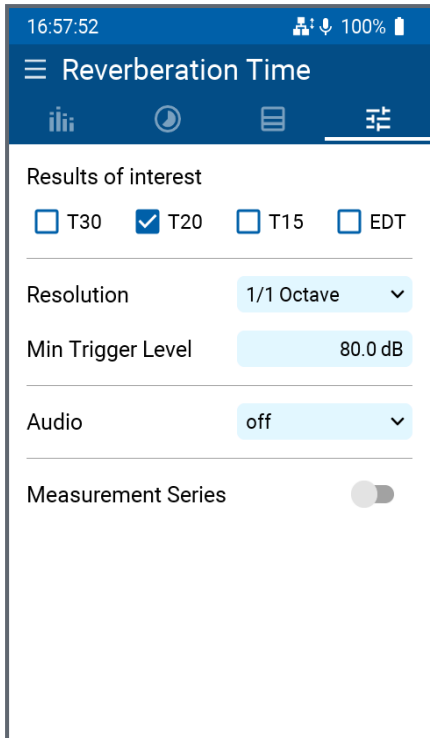 16:57:52 100%
Reverberation Time
Results of interest
T30 T20 T15 EDT
Resolution 1/1 Octave
Min Trigger Level 80.0 dB
Audio off
Measurement Series